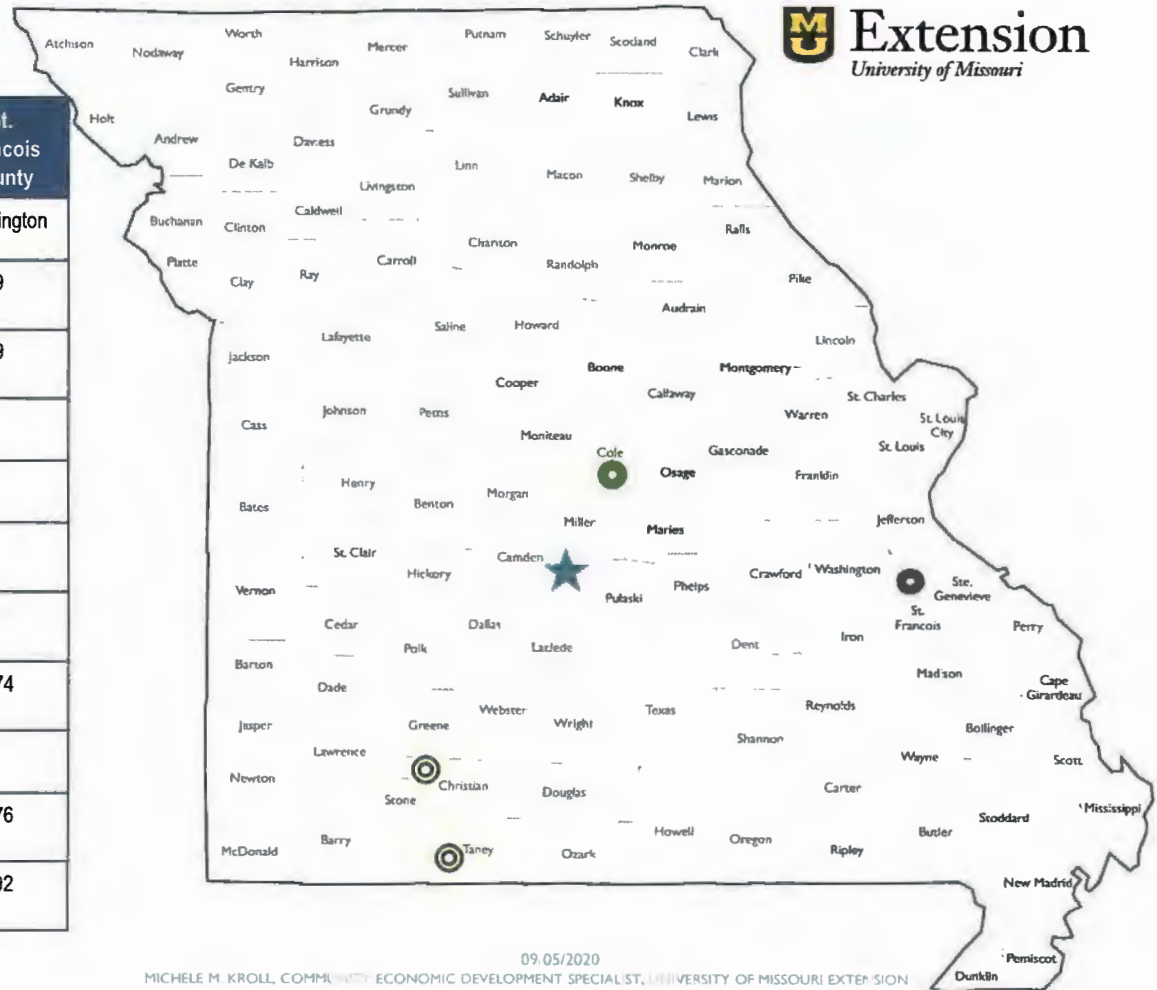 Extension
University of Missouri
t.
cois
unty
ington
9
9
74
76
92
Atchison
Nodaway
Worth
Harrison
Mercer
Putnam
Schuyler
Scotland
Clark
Holt
Gentry
Grundy
Sullivan
Adair
Knox
Lewis
Andrew
De Kalb
Daviess
Livingston
Linn
Macon
Shelby
Marion
Buchanan
Clinton
Caldwell
Chariton
Monroe
Ralls
Platte
Clay
Ray
Carroll
Randolph
Pike
Audrain
Lafayette
Saline
Howard
Lincoln
Jackson
Cooper
Boone
Montgomery
Callaway
St. Charles
Cass
Johnson
Pettis
Warren
St. Louis
City
Moniteau
Cole
Gasconade
St. Louis
Osage
Franklin
Henry
Morgan
Bates
Benton
Miller
Maries
Jefferson
St. Clair
Camden
Hickory
Vernon
Pulaski
Phelps
Crawford
Washington
Ste.
Genevieve
St.
Francois
Cedar
Dallas
Perry
Polk
Laclede
Dent
Iron
Barton
Madison
Dade
Cape
Girardeau
Jasper
Greene
Webster
Wright
Texas
Reynolds
Bollinger
Lawrence
Shannon
Wayne
Scott
Newton
Christian
Stone
Douglas
Carter
Mississippi
Stoddard
McDonald
Barry
Taney
Ozark
Howell
Oregon
Ripley
Butler
New Madrid
Pemiscot
Dunklin
09/05/2020
MICHELE M. KROLL, COMMUNITY ECONOMIC DEVELOPMENT SPECIALIST, UNIVERSITY OF MISSOURI EXTENSION